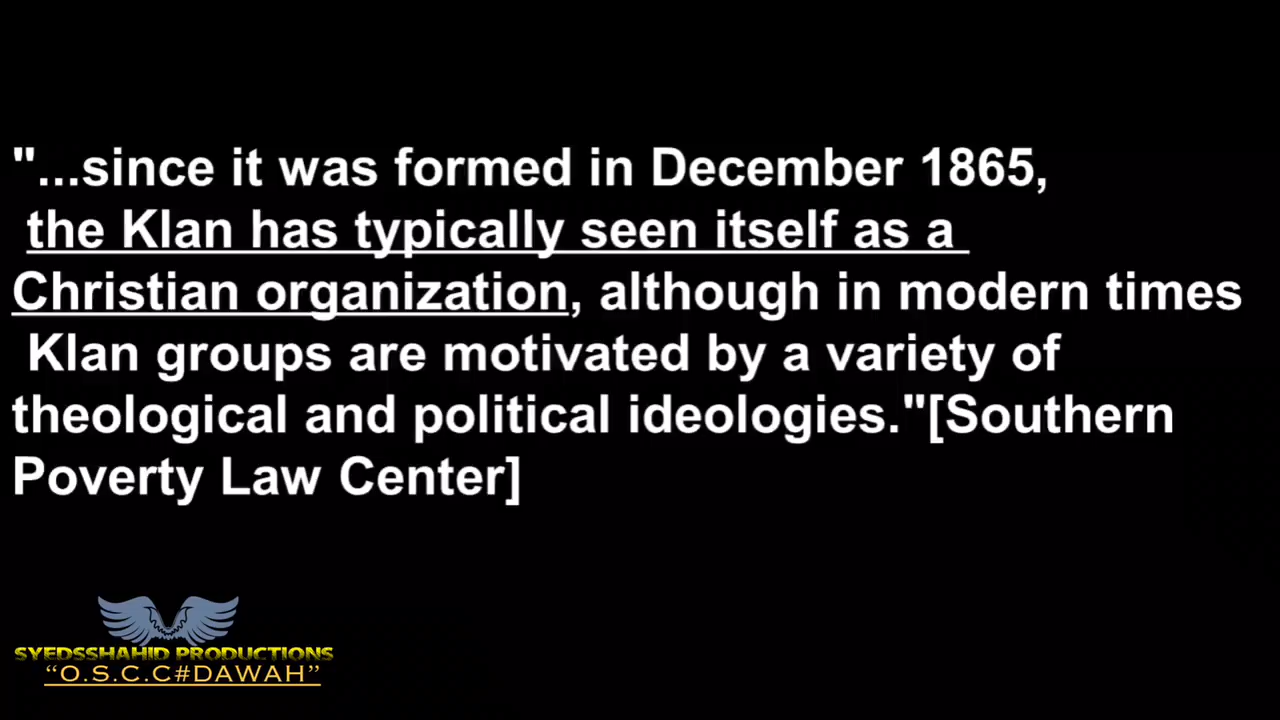 "...since it was formed in December 1865,
the Klan has typically seen itself as a
Christian organization, although in modern times
Klan groups are motivated by a variety of
theological and political ideologies."[Southern
Poverty Law Center]
SYEDSSHAHID PRODUCTIONS
“O.S.C.C#DAWAH”